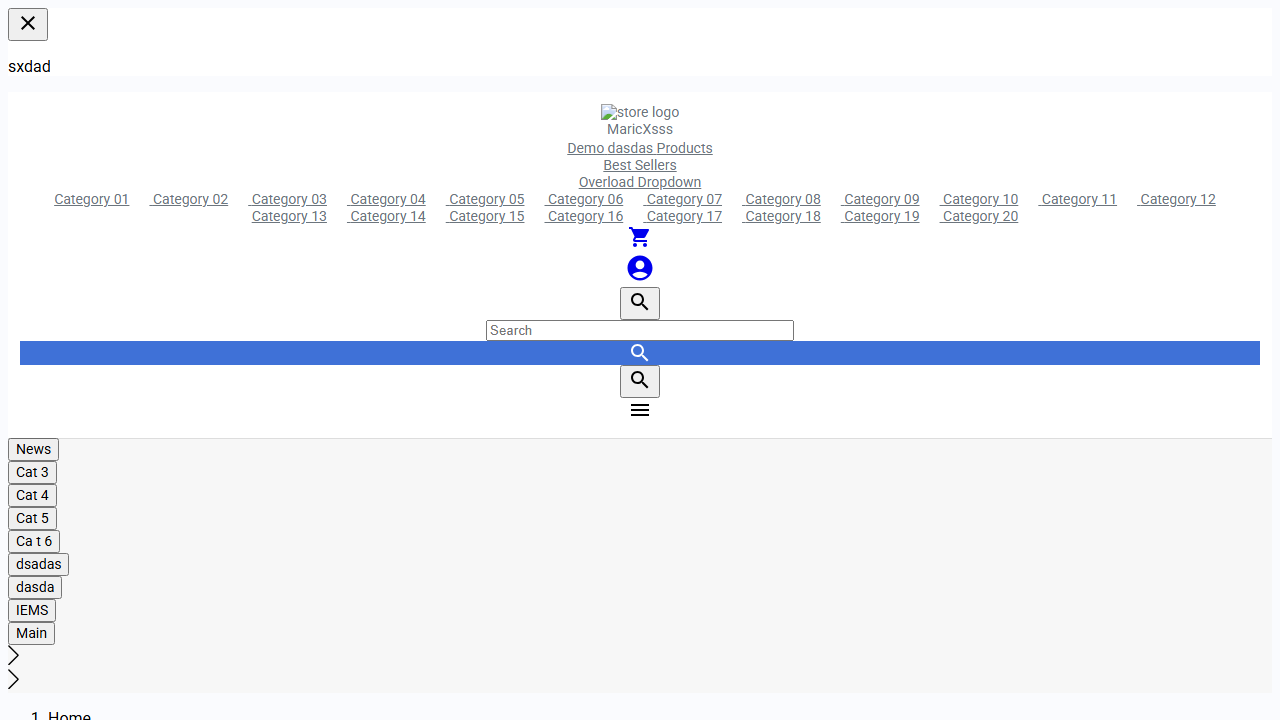 sxdad
store logo
MaricXsss
Demo dasdas Products
Best Sellers
Overload Dropdown
Category 01 Category 02 Category 03 Category 04 Category 05 Category 06 Category 07 Category 08 Category 09 Category 10 Category 11 Category 12
Category 13 Category 14 Category 15 Category 16 Category 17 Category 18 Category 19 Category 20
Search
News
Cat 3
Cat 4
Cat 5
Ca t 6
dsadas
dasda
IEMS
Main
1. Home